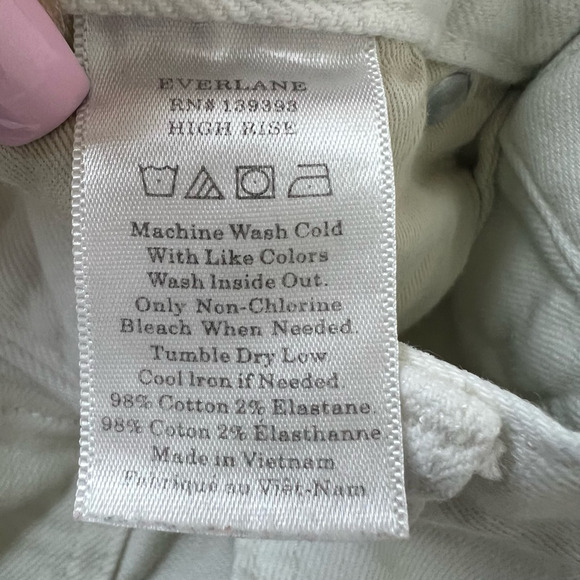 EVERLANE
RN# 139393
HIGH RISE
Machine Wash Cold
With Like Colors
Wash Inside Out.
Only Non-Chlorine
Bleach When Needed.
Tumble Dry Low
Cool Iron if Needed.
98% Cotton 2% Elastane.
98% Coton 2% Elasthanne
Made in Vietnam
Fabrique au Viêt-Nam